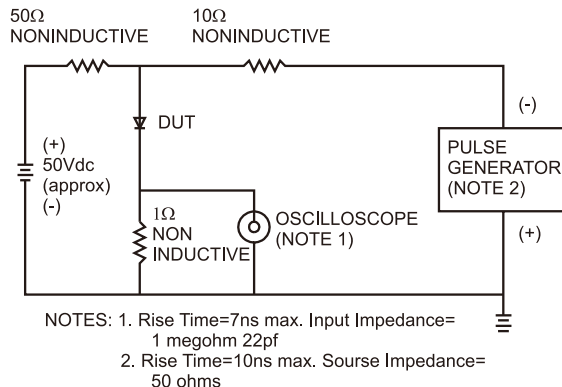 50Ω
NONINDUCTIVE
10Ω
NONINDUCTIVE
(+)
50Vdc
(approx)
(-)
DUT
1Ω
NON
INDUCTIVE
OSCILLOSCOPE
(NOTE 1)
(-)
PULSE
GENERATOR
(NOTE 2)
(+)
NOTES: 1. Rise Time=7ns max. Input Impedance=
1 megohm 22pf
2. Rise Time=10ns max. Sourse Impedance=
50 ohms